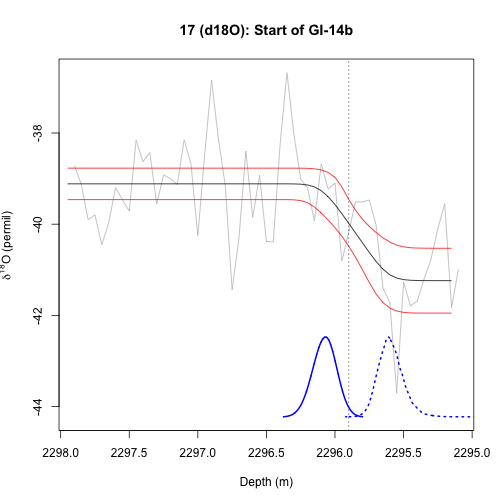 17 (d18O): Start of GI-14b
-38
-40
-42
-44
δ¹⁸O (permil)
2298.0 2297.5 2297.0 2296.5 2296.0 2295.5 2295.0
Depth (m)